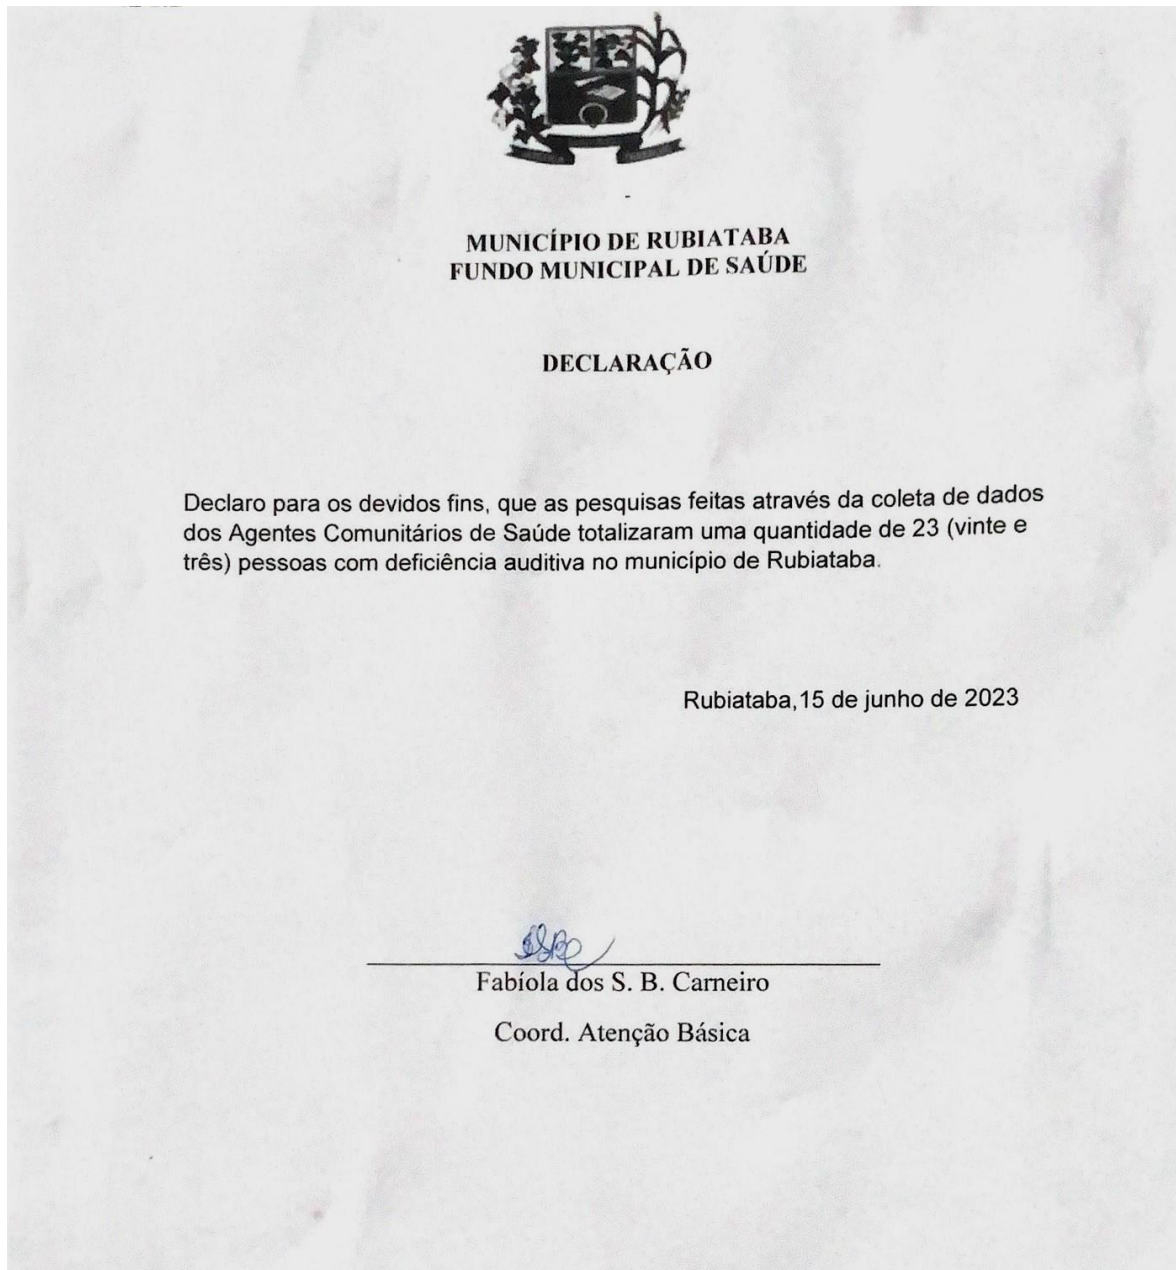 MUNICÍPIO DE RUBIATABA
FUNDO MUNICIPAL DE SAÚDE
DECLARAÇÃO
Declaro para os devidos fins, que as pesquisas feitas através da coleta de dados
dos Agentes Comunitários de Saúde totalizaram uma quantidade de 23 (vinte e
três) pessoas com deficiência auditiva no município de Rubiataba.
Rubiataba,15 de junho de 2023
Fabíola dos S. B. Carneiro
Coord. Atenção Básica